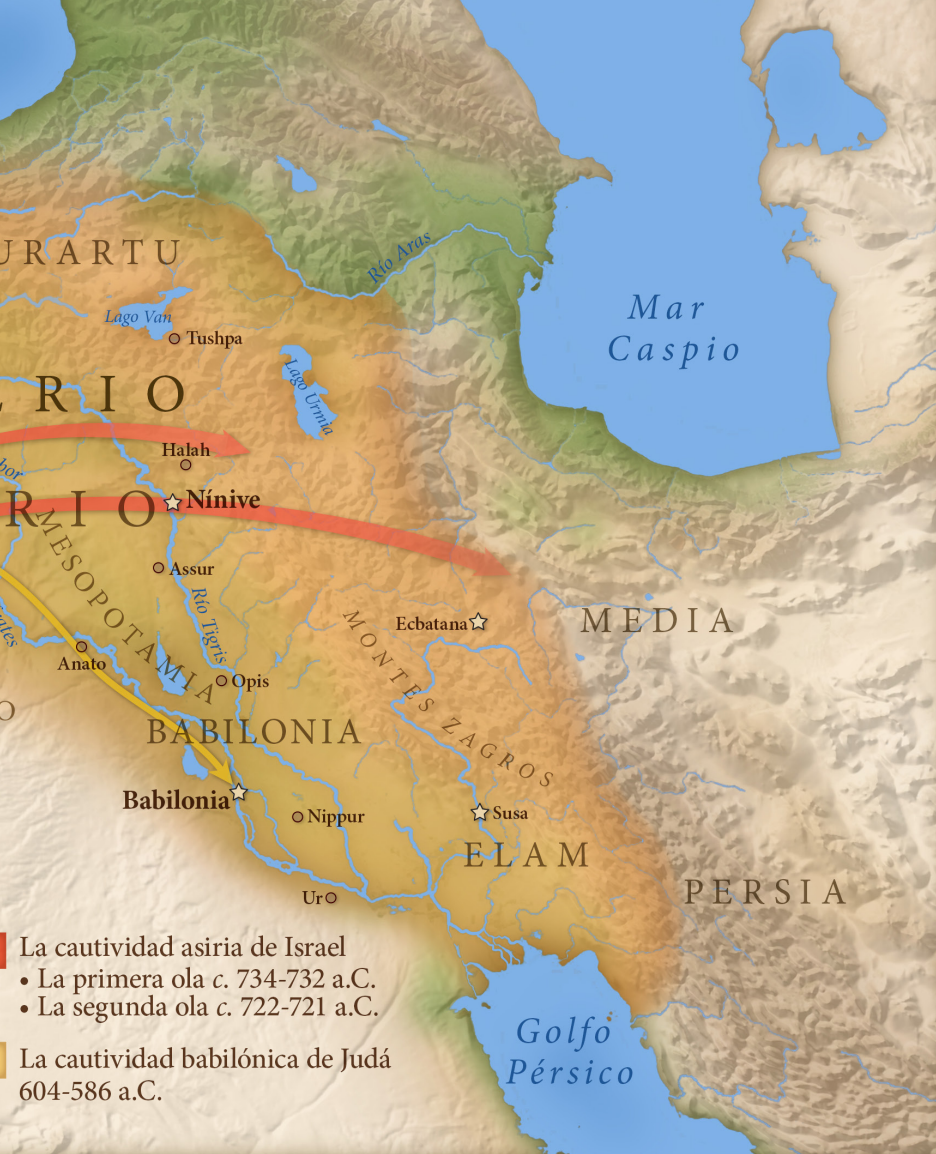 Río Aras
URARTU
Mar
Caspio
Lago Van
Tushpa
Lago Urmia
RIO
Halah
Nínive
RIO
MESOPOTAMIA
Assur
Río Tigris
Ecbatana
MEDIA
MONTES ZAGROS
Anato
Opis
BABILONIA
Babilonia
Nippur
Susa
ELAM
Ur
PERSIA
La cautividad asiria de Israel
• La primera ola c. 734-732 a.C.
• La segunda ola c. 722-721 a.C.
Golfo
Pérsico
La cautividad babilónica de Judá
604-586 a.C.